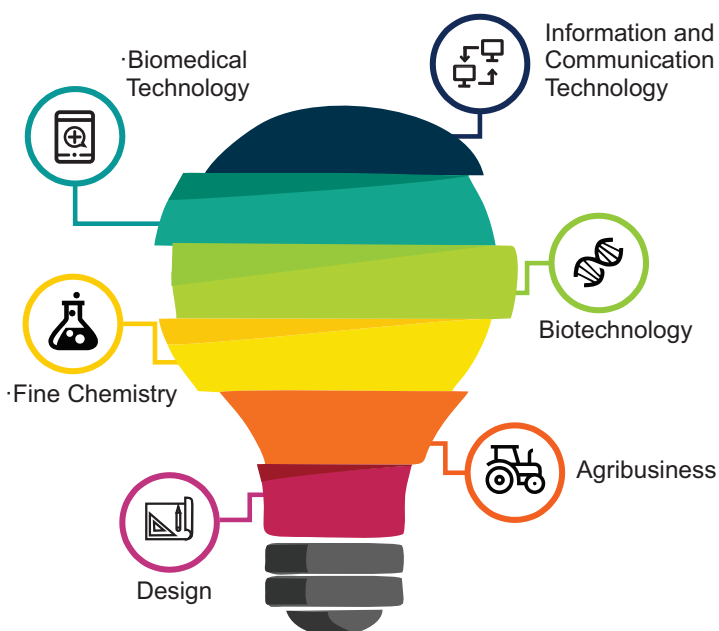 ·Biomedical
Technology
Information and
Communication
Technology
Biotechnology
·Fine Chemistry
Agribusiness
Design